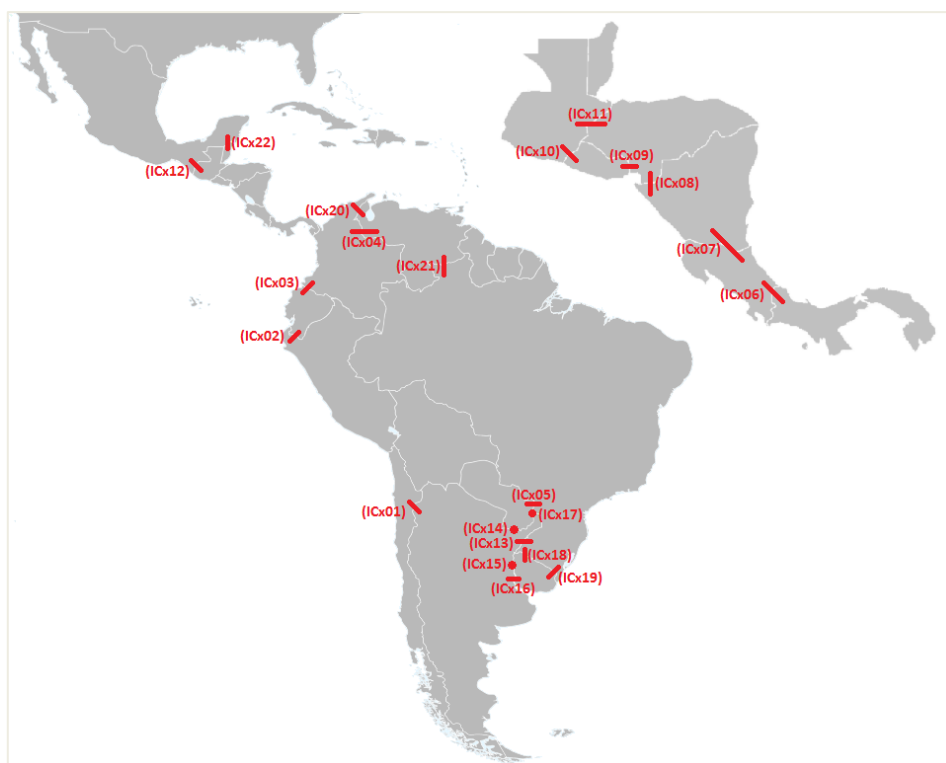 (ICx11)
(ICx22)
(ICx10)
(ICx09)
(ICx12)
(ICx08)
(ICx20)
(ICx04)
(ICx07)
(ICx21)
(ICx03)
(ICx06)
(ICx02)
(ICx05)
(ICx01)
(ICx17)
(ICx14)
(ICx13)
(ICx18)
(ICx15)
(ICx19)
(ICx16)